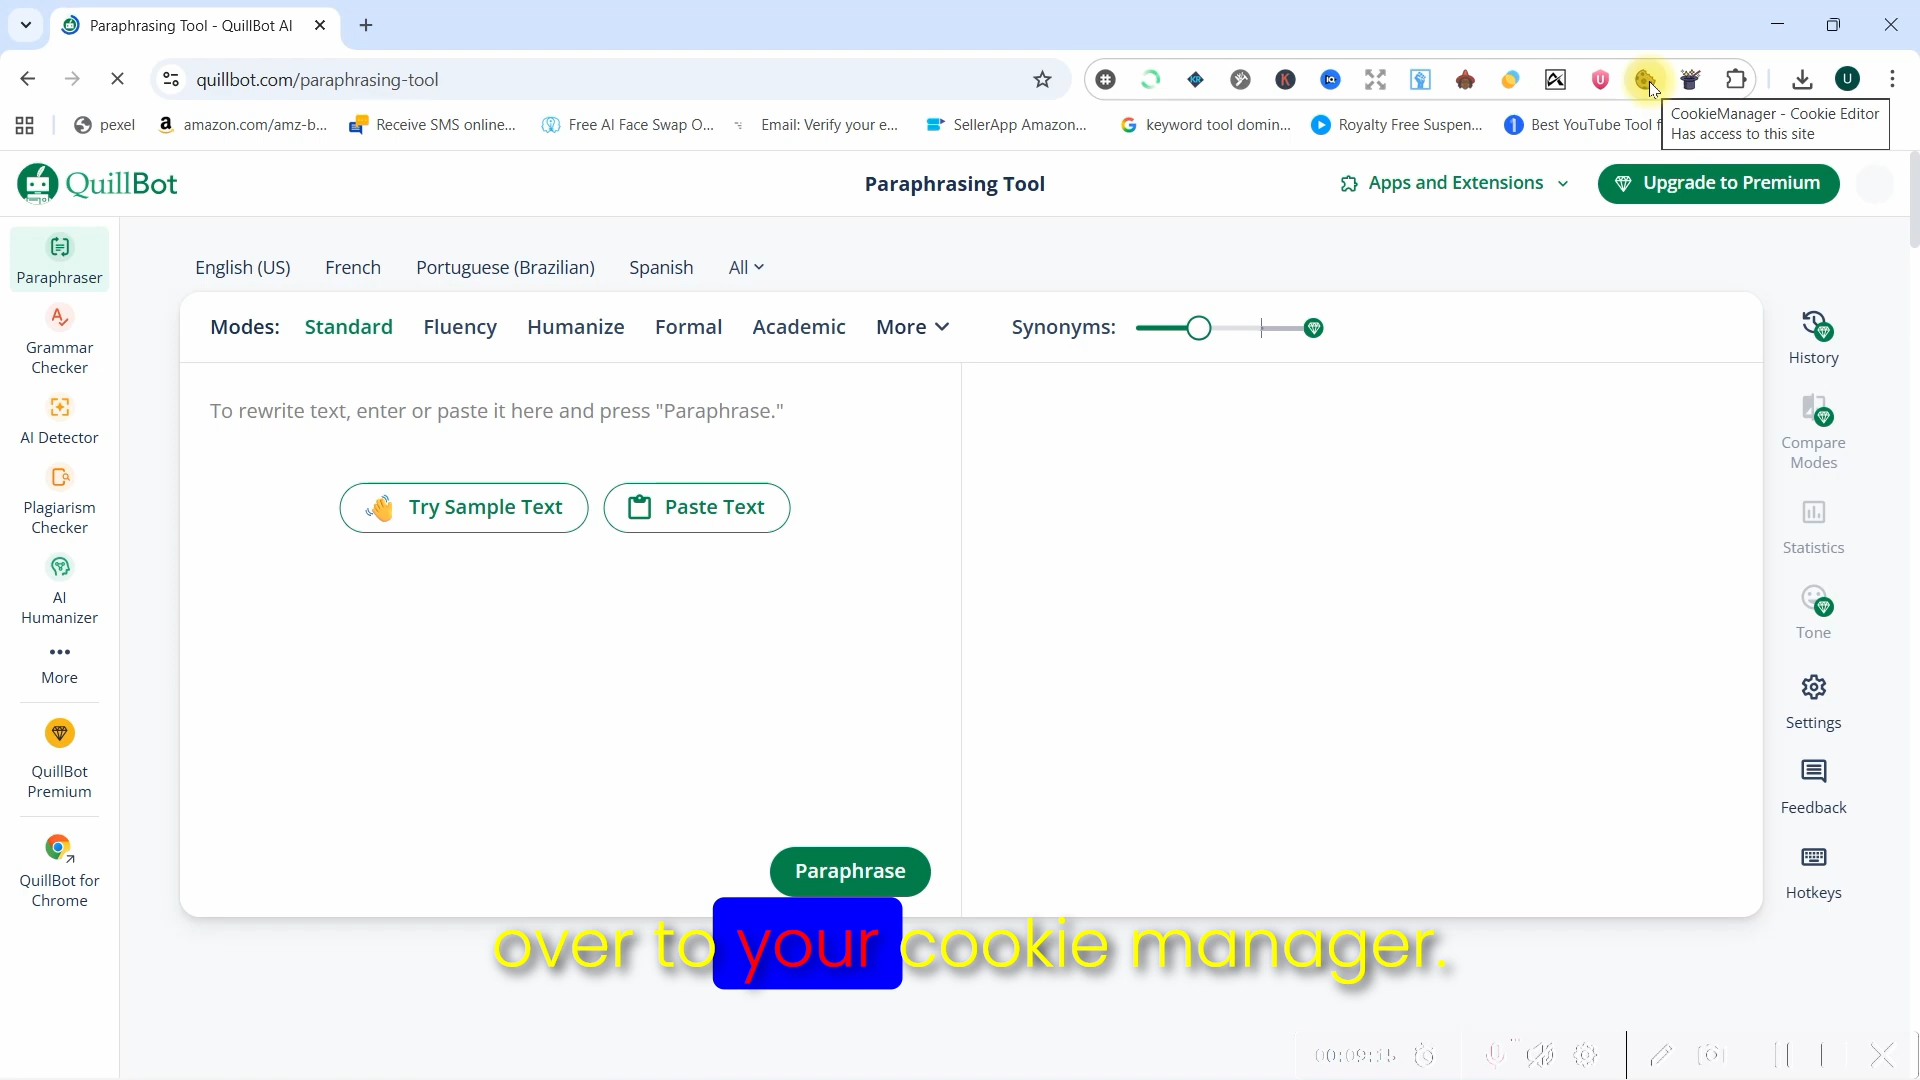 Paraphrasing Tool - QuillBot AI
quillbot.com/paraphrasing-tool
U
pexel
amazon.com/amz-b...
Receive SMS online...
Free AI Face Swap O...
Email: Verify your e...
SellerApp Amazon...
keyword tool domin...
Royalty Free Suspen...
Best YouTube Tool f
CookieManager - Cookie Editor
Has access to this site
QuillBot
Paraphrasing Tool
Apps and Extensions
Upgrade to Premium
Paraphraser
Grammar
Checker
AI Detector
Plagiarism
Checker
AI
Humanizer
More
QuillBot
Premium
QuillBot for
Chrome
English (US) French Portuguese (Brazilian) Spanish All
Modes: Standard Fluency Humanize Formal Academic More Synonyms:
To rewrite text, enter or paste it here and press "Paraphrase."
Try Sample Text
Paste Text
Paraphrase
History
Compare
Modes
Statistics
Tone
Settings
Feedback
Hotkeys
over to your cookie manager.
00:09:15